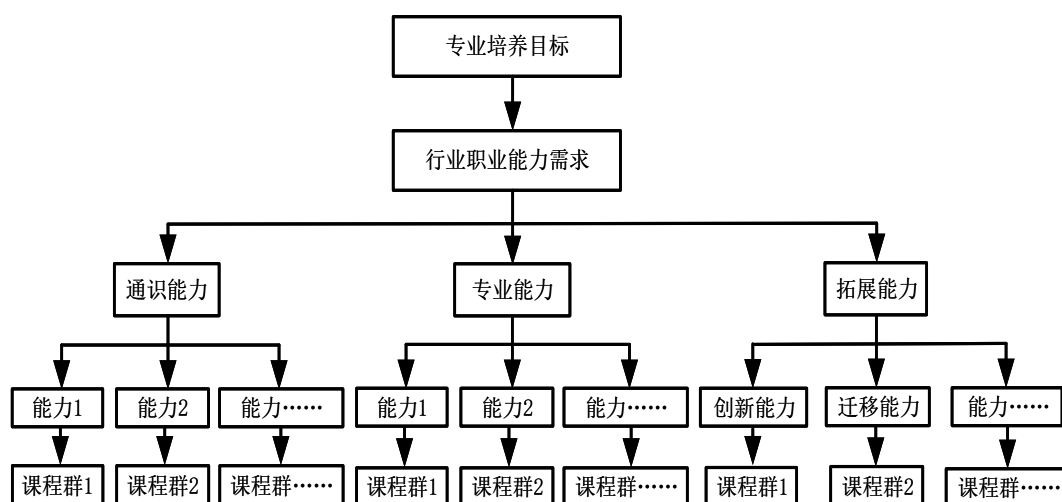 专业培养目标
行业职业能力需求
通识能力
专业能力
拓展能力
能力1
能力2
能力……
能力1
能力2
能力……
创新能力
迁移能力
能力……
课程群1
课程群2
课程群……
课程群1
课程群2
课程群……
课程群1
课程群2
课程群……